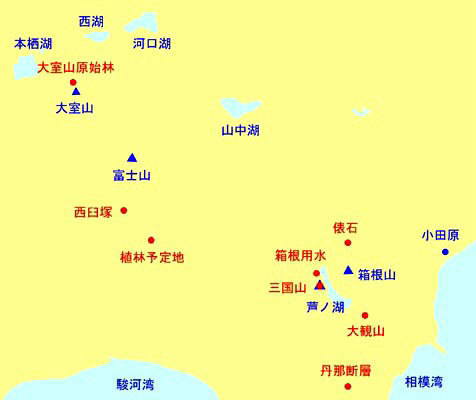 西湖
本栖湖
河口湖
大室山原始林
大室山
山中湖
富士山
西臼塚
植林予定地
俵石
小田原
箱根用水
箱根山
三国山
芦ノ湖
大観山
丹那断層
駿河湾
相模湾